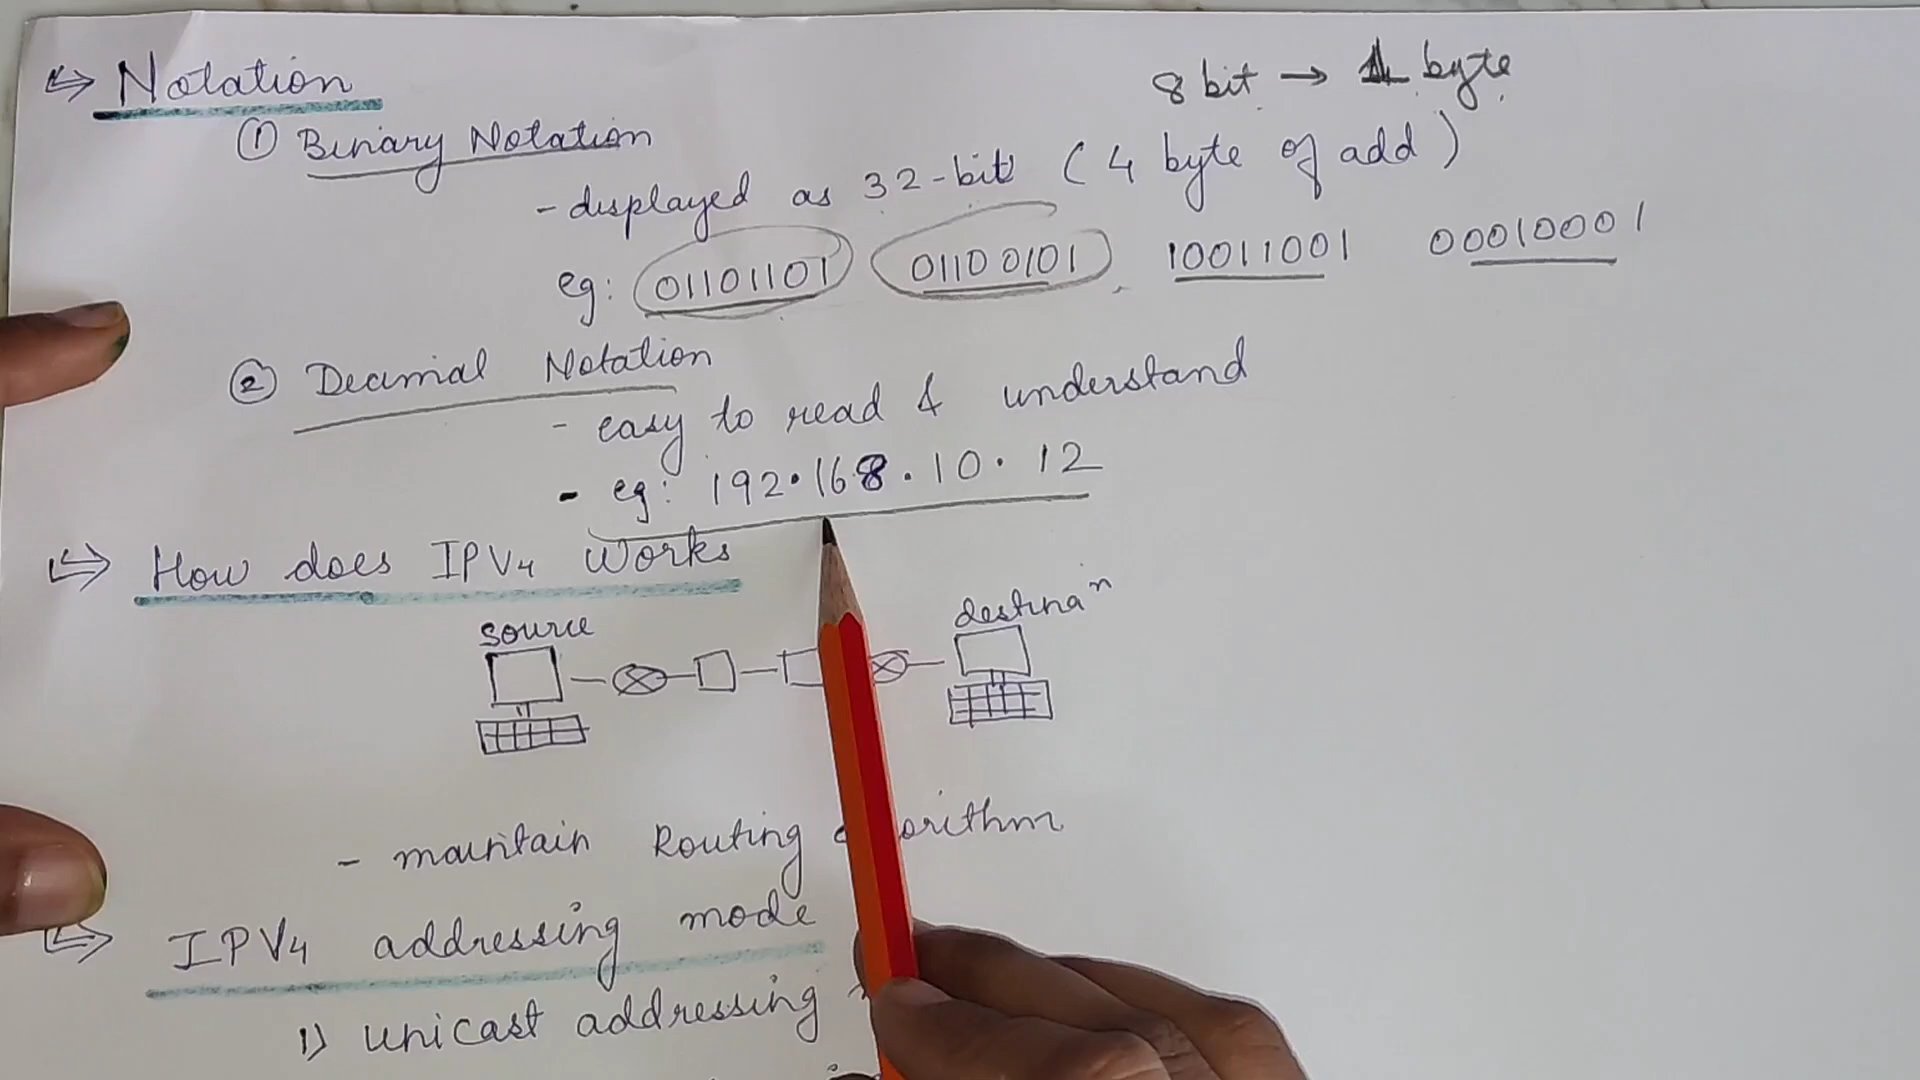 ⇒ Notation
8 bit → 1 byte
① Binary Notation
- displayed as 32-bit (4 byte of add)
eg: 01101101 01100101 10011001 00010001
② Decimal Notation
- easy to read & understand
- eg: 192.168.10.12
⇒ How does IPV4 Works
source
destinaⁿ
- maintain Routing
⇒ IPV4 addressing mode
1) unicast addressing